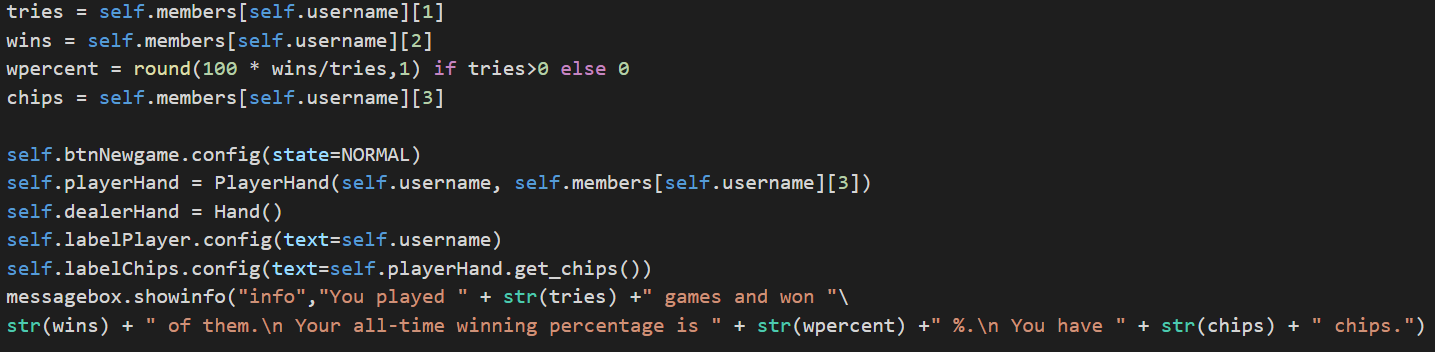 tries = self.members[self.username][1]
wins = self.members[self.username][2]
wpercent = round(100 * wins/tries,1) if tries>0 else 0
chips = self.members[self.username][3]

self.btnNewgame.config(state=NORMAL)
self.playerHand = PlayerHand(self.username, self.members[self.username][3])
self.dealerHand = Hand()
self.labelPlayer.config(text=self.username)
self.labelChips.config(text=self.playerHand.get_chips())
messagebox.showinfo("info","You played " + str(tries) +" games and won "\
str(wins) + " of them.\n Your all-time winning percentage is " + str(wpercent) +" %.\n You have " + str(chips) + " chips.")